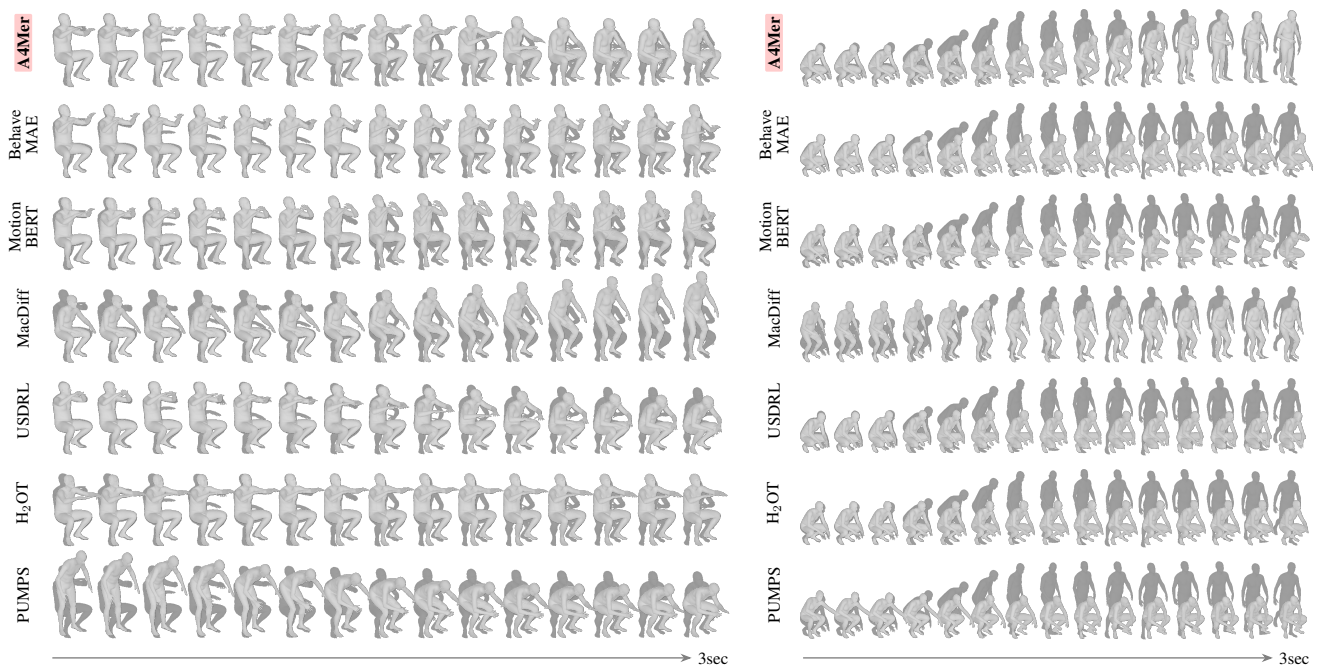 A4Mer
Behave
MAE
Motion
BERT
MacDiff
USDRL
H₂OT
PUMPS
3sec
A4Mer
Behave
MAE
Motion
BERT
MacDiff
USDRL
H₂OT
PUMPS
3sec